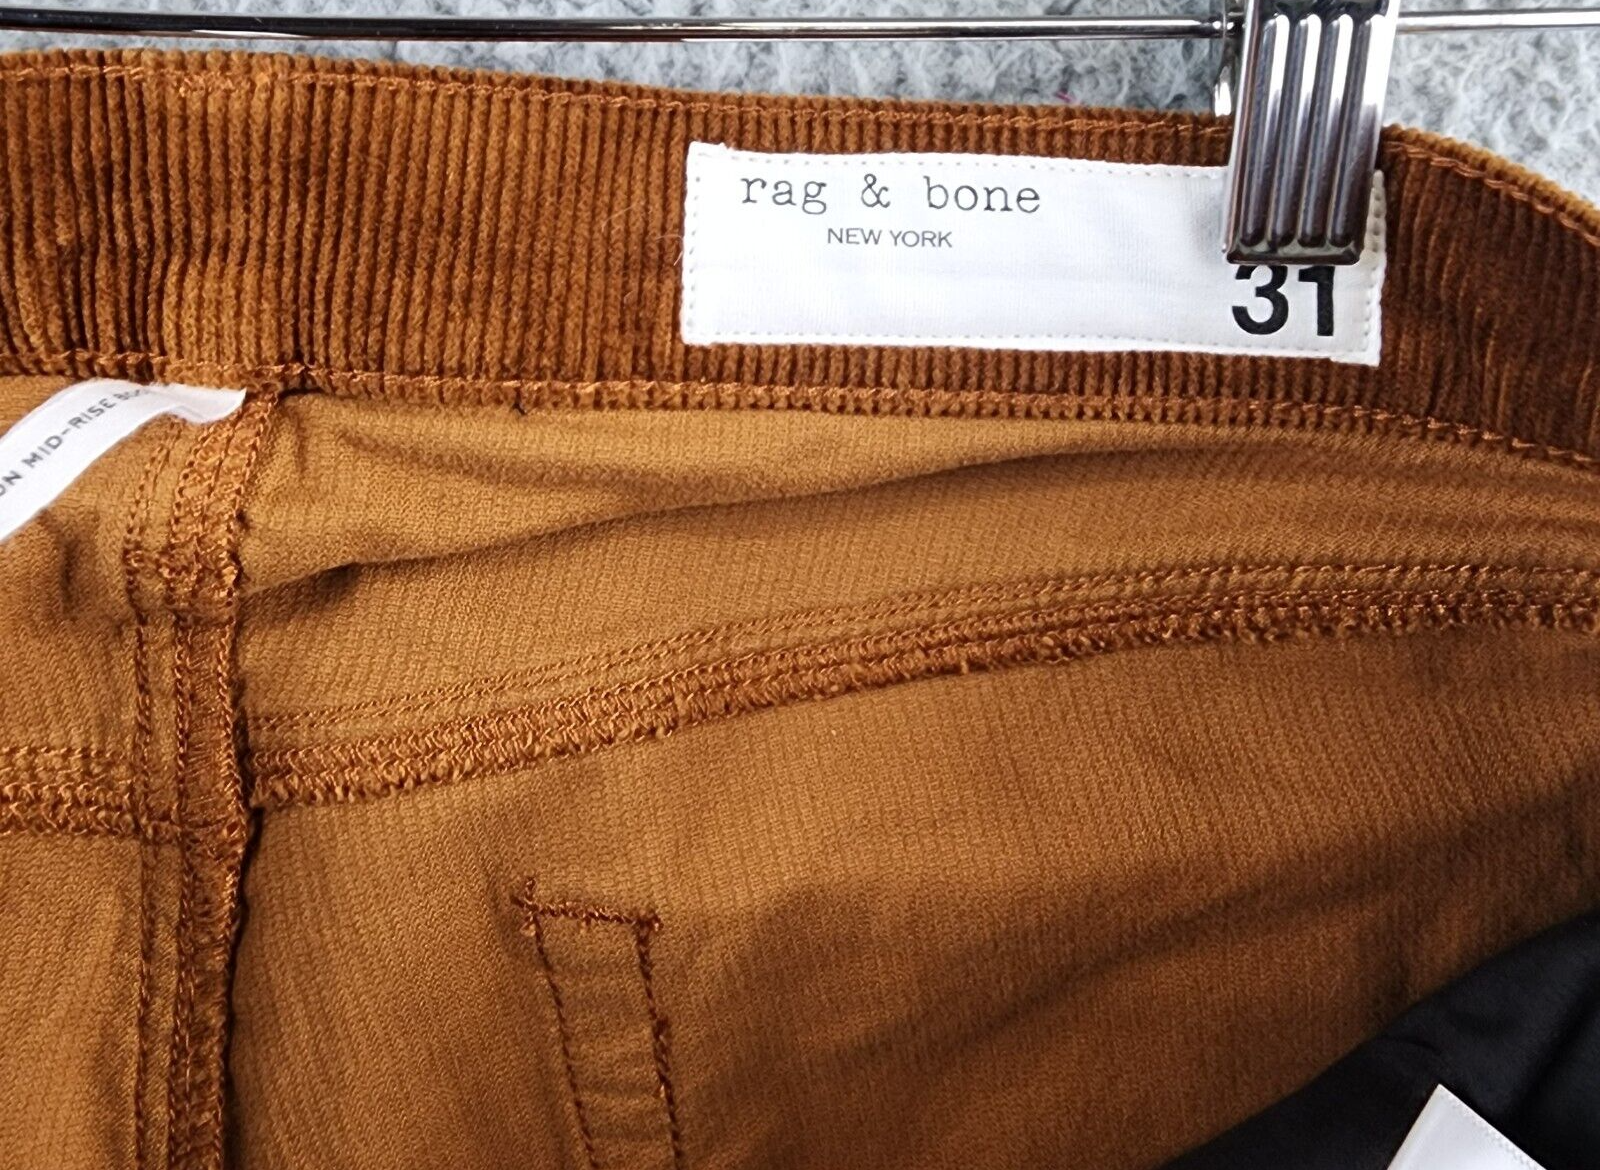 rag & bone
NEW YORK
31
MID-RISE